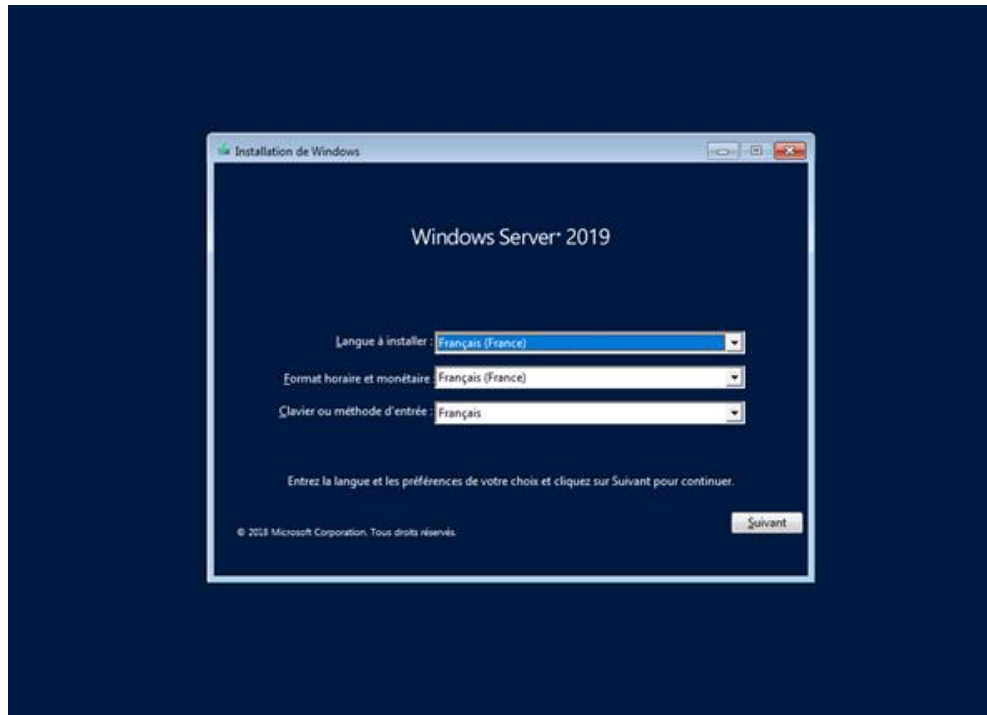 Installation de Windows
Windows Server® 2019
Langue à installer : Français (France)
Format horaire et monétaire : Français (France)
Clavier ou méthode d'entrée : Français
Entrez la langue et les préférences de votre choix et cliquez sur Suivant pour continuer.
Suivant
© 2018 Microsoft Corporation. Tous droits réservés.